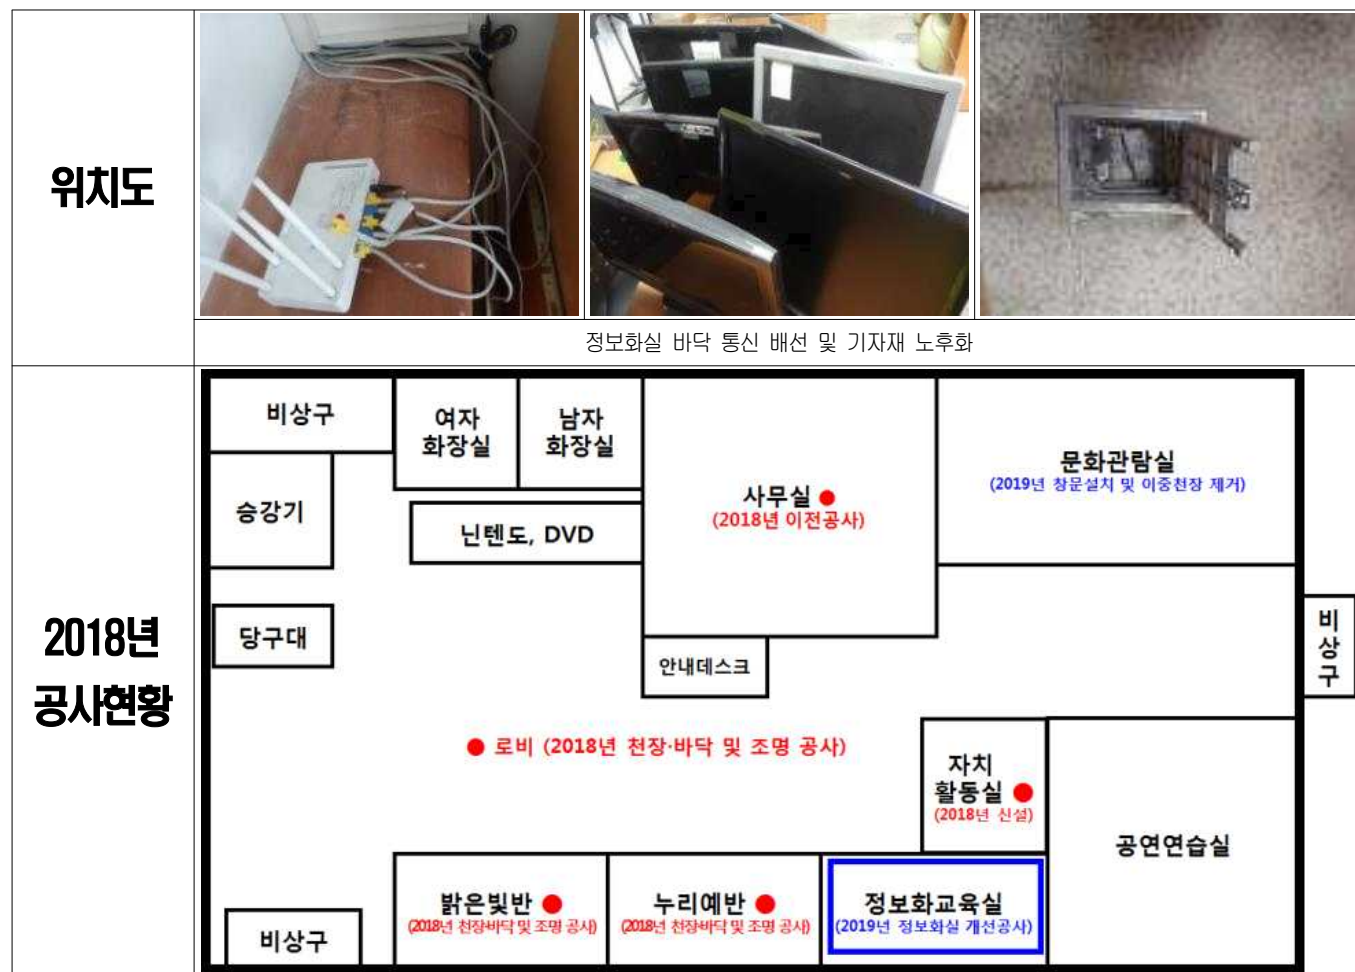 위치도
정보화실 바닥 통신 배선 및 기자재 노후화
2018년
공사현황
비상구
여자
화장실
남자
화장실
사무실
(2018년 이전공사)
문화관람실
(2019년 창문설치 및 이중천장 제거)
승강기
닌텐도, DVD
당구대
안내데스크
비
상
구
로비 (2018년 천장·바닥 및 조명 공사)
자치
활동실
(2018년 신설)
공연연습실
밝은빛반
(2018년 천장·바닥 및 조명 공사)
누리예반
(2018년 천장·바닥 및 조명 공사)
정보화교육실
(2019년 정보화실 개선공사)
비상구